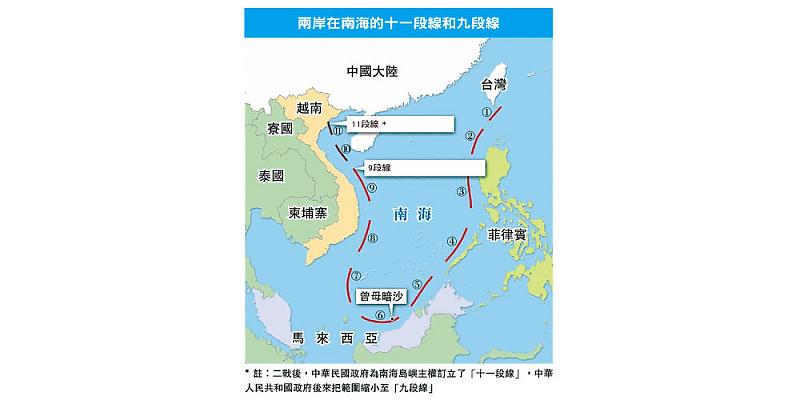 兩岸在南海的十一段線和九段線
中國大陸
台灣
越南
①
11段線 *
⑪
寮國
②
⑩
9段線
泰國
⑨
③
柬埔寨
南海
菲律賓
⑧
④
⑦
⑤
曾母暗沙
⑥
馬來西亞
* 註：二戰後，中華民國政府為南海島嶼主權訂立了「十一段線」，中華
人民共和國政府後來把範圍縮小至「九段線」